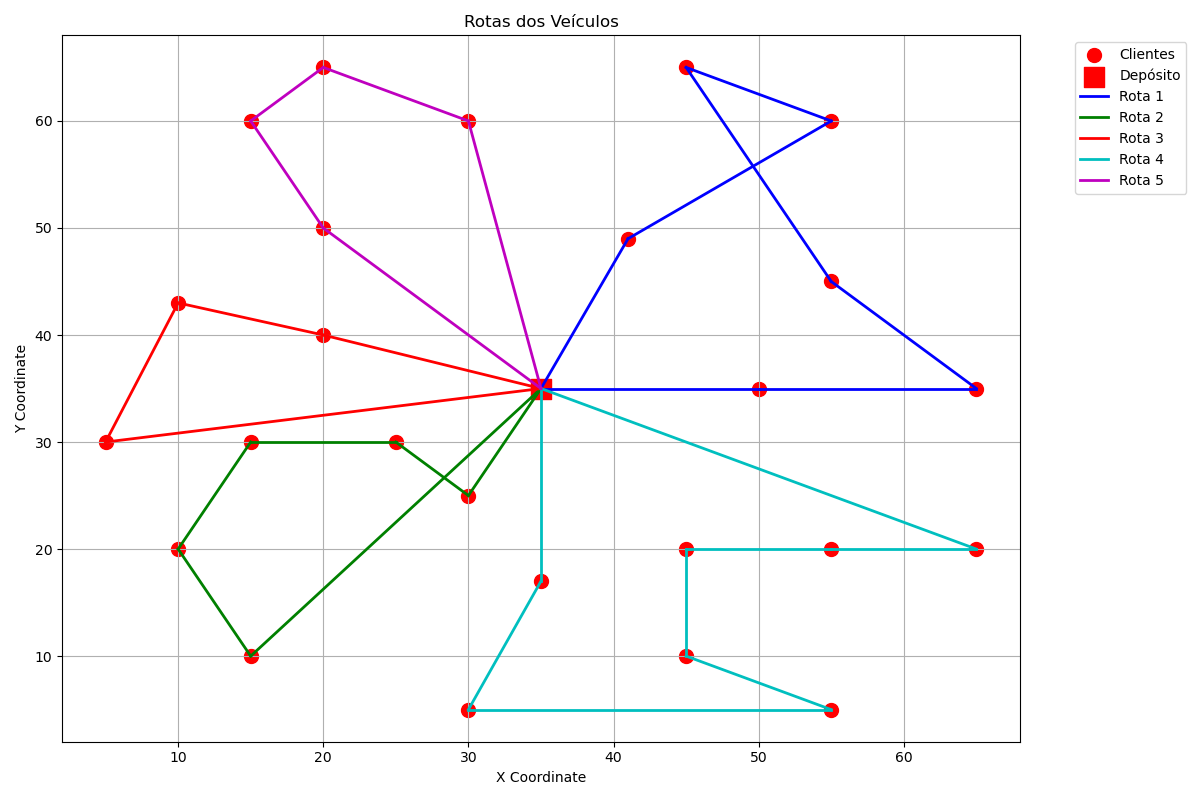 Rotas dos Veículos
Clientes
Depósito
Rota 1
Rota 2
Rota 3
Rota 4
Rota 5
Y Coordinate
60
50
40
30
20
10
10 20 30 40 50 60
X Coordinate